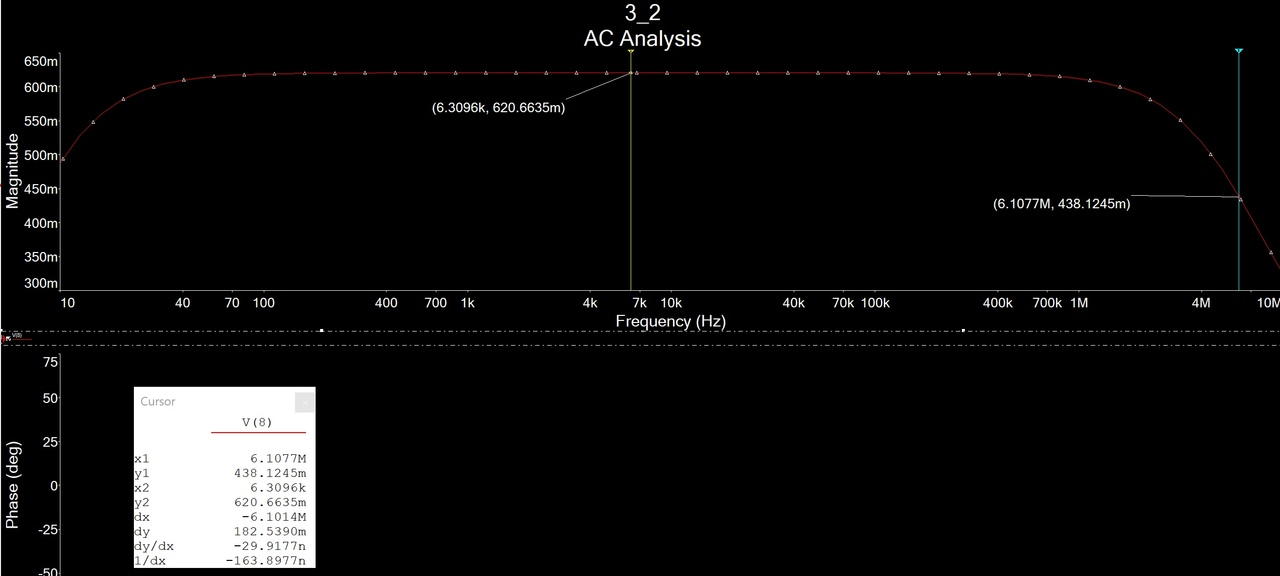 3_2
AC Analysis
650m
600m
550m
500m
450m
400m
350m
300m
Magnitude
(6.3096k, 620.6635m)
(6.1077M, 438.1245m)
10 40 70 100 400 700 1k 4k 7k 10k 40k 70k 100k 400k 700k 1M 4M 10M
Frequency (Hz)
V(8)
75
50
25
0
-25
-50
Phase (deg)
Cursor
V(8)
x1 6.1077M
y1 438.1245m
x2 6.3096k
y2 620.6635m
dx -6.1014M
dy 182.5390m
dy/dx -29.9177n
1/dx -163.8977n